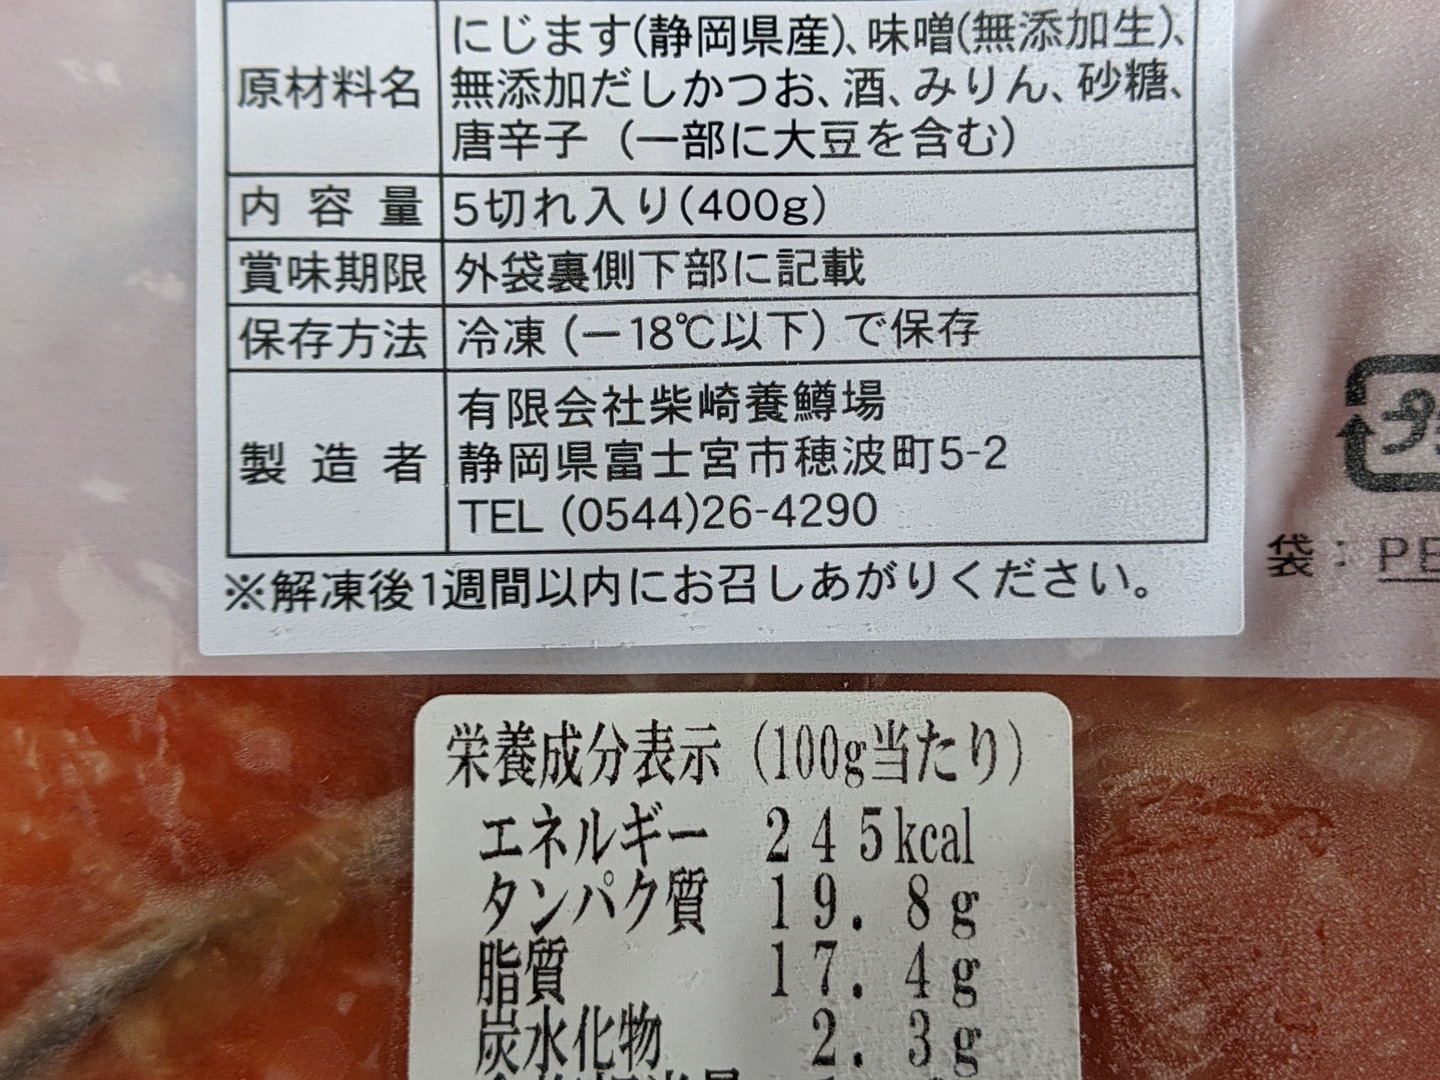 原材料名
にじます(静岡県産)、味噌(無添加生)、
無添加だしかつお、酒、みりん、砂糖、
唐辛子（一部に大豆を含む）
内容量 5切れ入り(400g)
賞味期限 外袋裏側下部に記載
保存方法 冷凍(－18℃以下)で保存
製造者
有限会社柴崎養鱒場
静岡県富士宮市穂波町5-2
TEL (0544)26-4290
※解凍後1週間以内にお召しあがりください。
プラ
袋：PE
栄養成分表示（100g当たり）
エネルギー 245kcal
タンパク質 19.8g
脂質 17.4g
炭水化物 2.3g